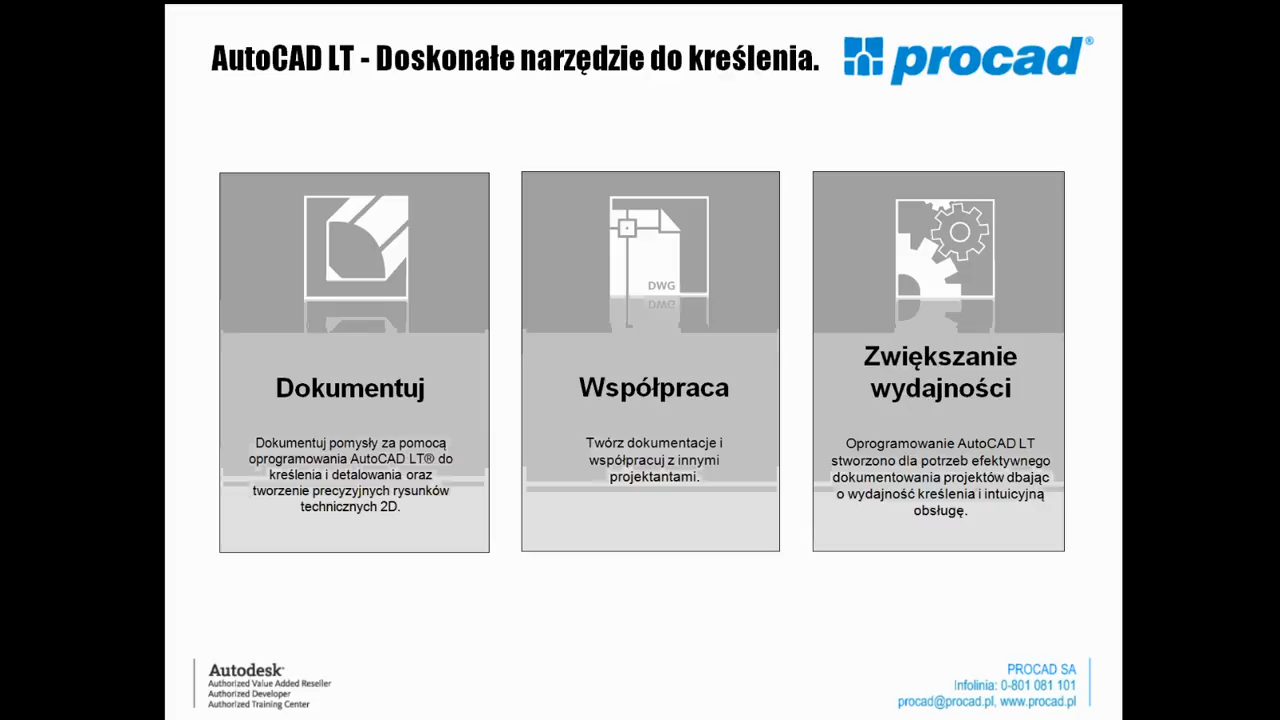 AutoCAD LT - Doskonałe narzędzie do kreślenia.
procad®
DWG
Dokumentuj
Dokumentuj pomysły za pomocą
oprogramowania AutoCAD LT® do
kreślenia i detalowania oraz
tworzenie precyzyjnych rysunków
technicznych 2D.
Współpraca
Twórz dokumentacje i
współpracuj z innymi
projektantami.
Zwiększanie
wydajności
Oprogramowanie AutoCAD LT
stworzono dla potrzeb efektywnego
dokumentowania projektów dbając
o wydajność kreślenia i intuicyjną
obsługę.
Autodesk®
Authorized Value Added Reseller
Authorized Developer
Authorized Training Center
PROCAD SA
Infolinia: 0-801 081 101
procad@procad.pl, www.procad.pl